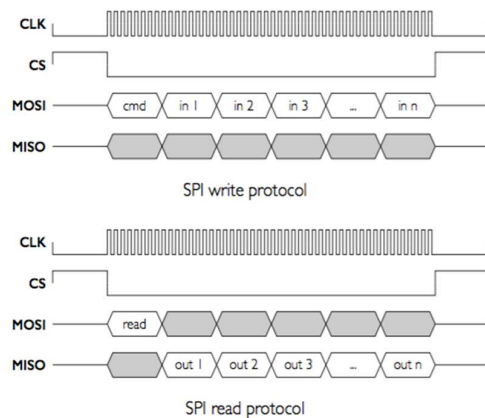 CLK
CS
MOSI cmd in 1 in 2 in 3 ... in n
MISO
SPI write protocol
CLK
CS
MOSI read
MISO out 1 out 2 out 3 ... out n
SPI read protocol